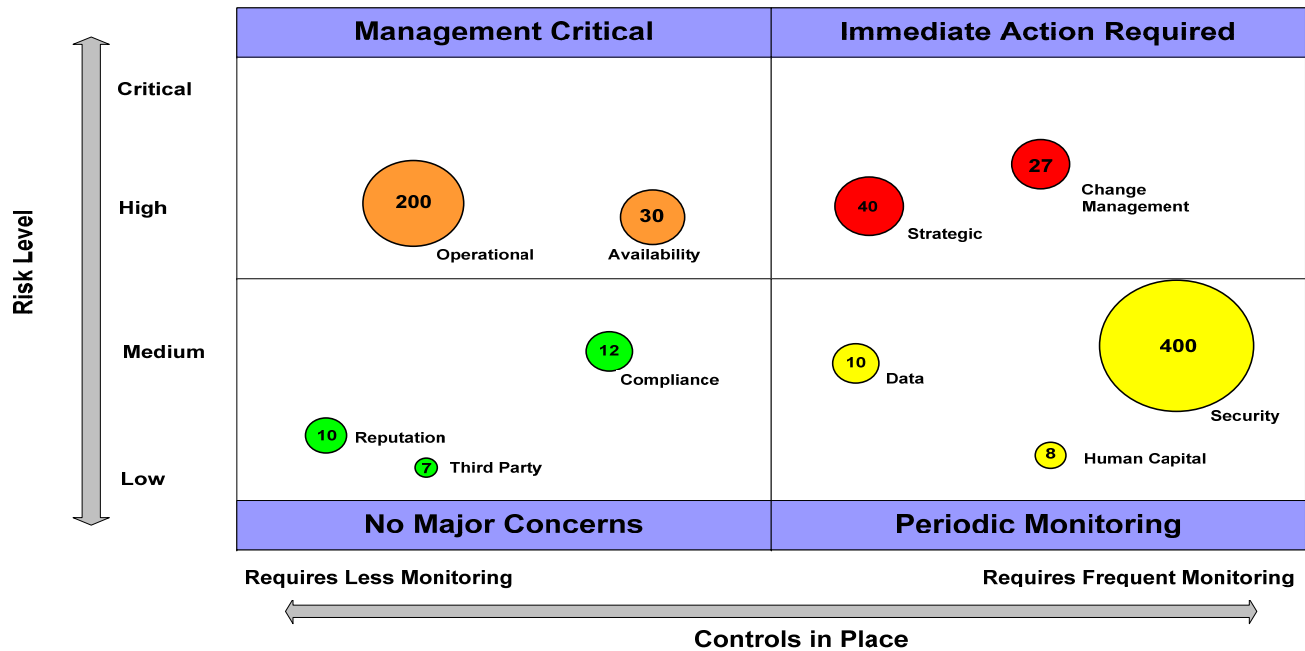 Management Critical
Immediate Action Required
Critical
High
Medium
Low
Risk Level
200
Operational
30
Availability
40
Strategic
27
Change
Management
12
Compliance
10
Reputation
7
Third Party
10
Data
400
Security
8
Human Capital
No Major Concerns
Periodic Monitoring
Requires Less Monitoring
Requires Frequent Monitoring
Controls in Place